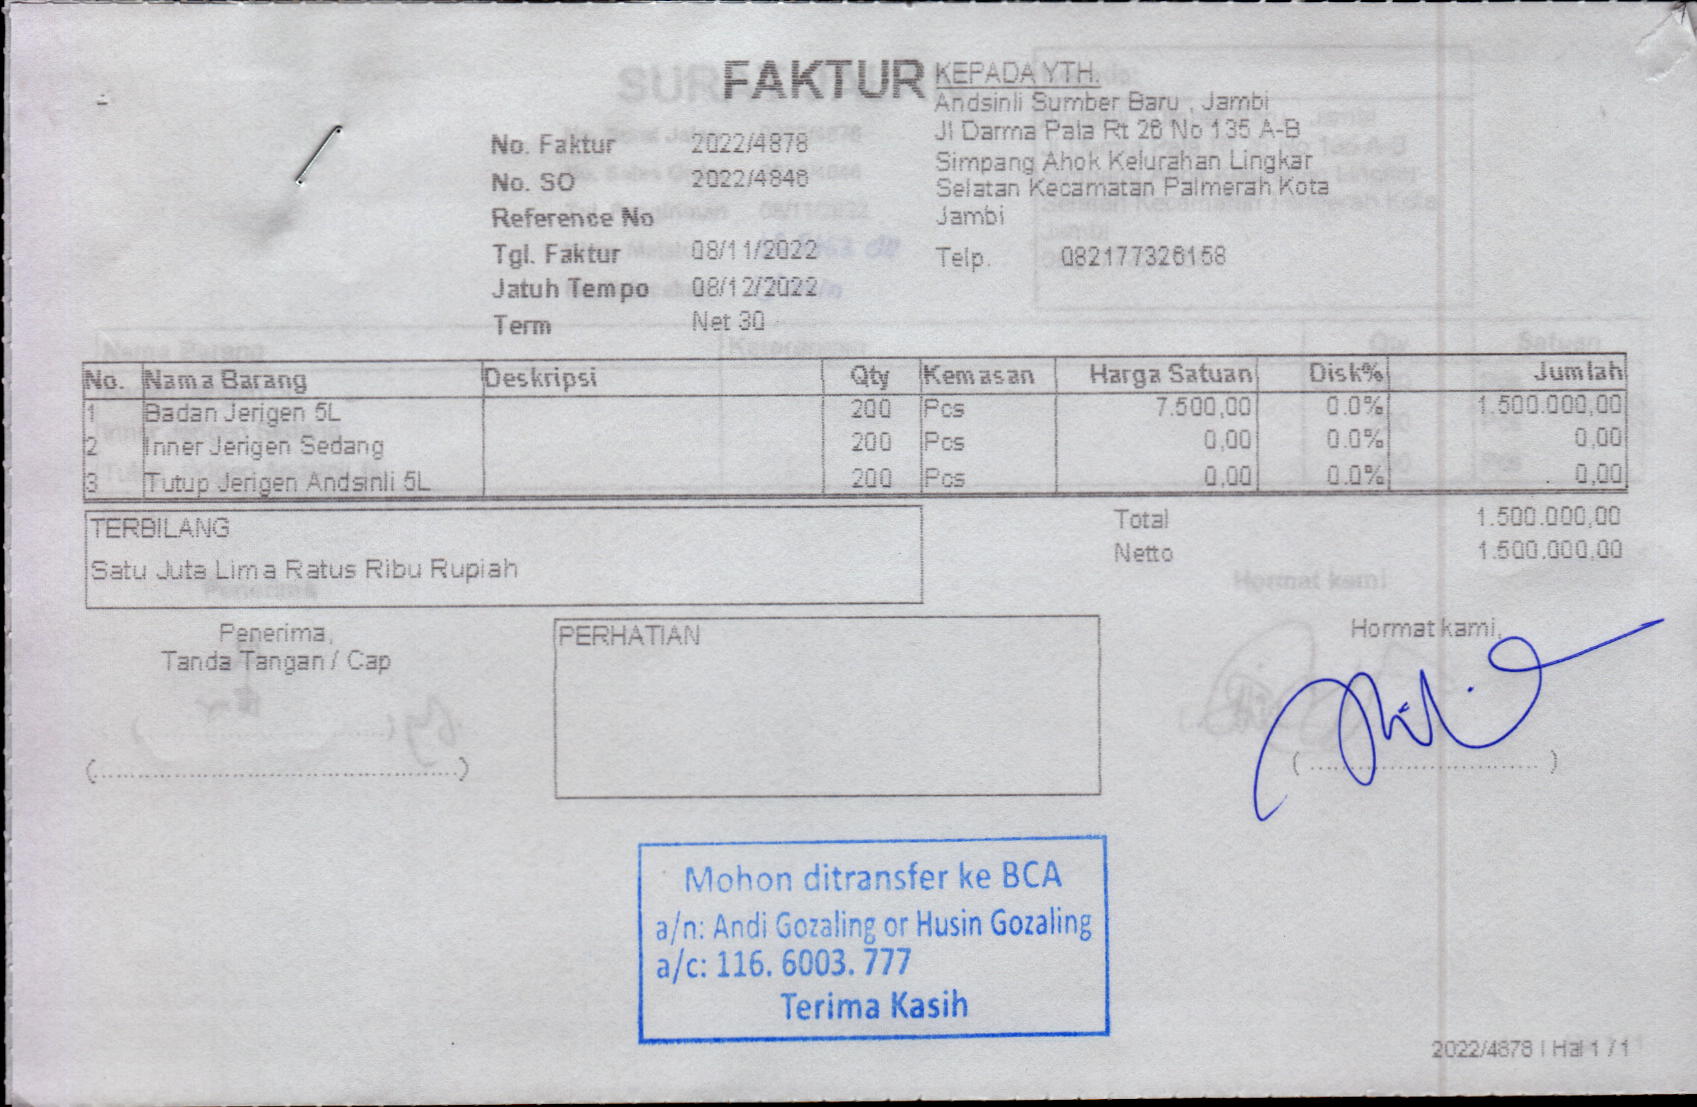 FAKTUR
No. Faktur 2022/4878
No. SO 2022/4846
Reference No
Tgl. Faktur 08/11/2022
Jatuh Tempo 08/12/2022
Term Net 30
KEPADA YTH.
Andsinli Sumber Baru , Jambi
Jl Darma Pala Rt 26 No 135 A-B
Simpang Ahok Kelurahan Lingkar
Selatan Kecamatan Palmerah Kota
Jambi
Telp. 082177326158
No. Nama Barang Deskripsi Qty Kemasan Harga Satuan Disk% Jumlah
1 Badan Jerigen 5L 200 Pcs 7.500,00 0.0% 1.500.000,00
2 Inner Jerigen Sedang 200 Pcs 0,00 0.0% 0,00
3 Tutup Jerigen Andsinli 5L 200 Pcs 0,00 0.0% 0,00
TERBILANG
Satu Juta Lima Ratus Ribu Rupiah
Total 1.500.000,00
Netto 1.500.000,00
Penerima,
Tanda Tangan / Cap
(................................................)
PERHATIAN
Hormat kami,
( .............................. )
Mohon ditransfer ke BCA
a/n: Andi Gozaling or Husin Gozaling
a/c: 116. 6003. 777
Terima Kasih
2022/4878 | Hal 1 / 1